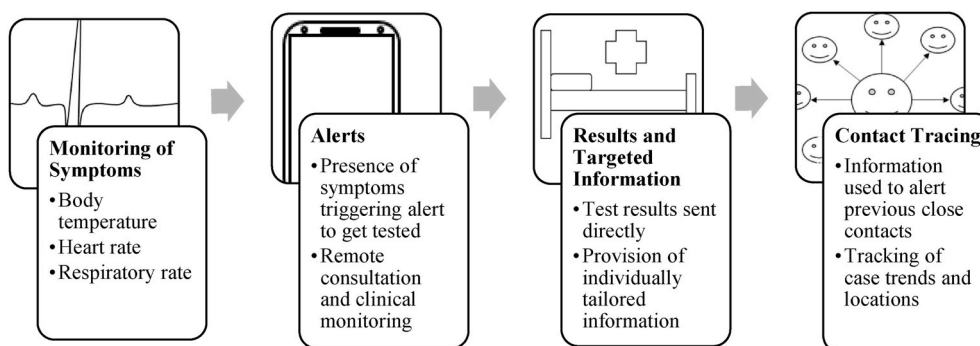 Monitoring of
Symptoms
•Body
temperature
•Heart rate
•Respiratory rate
Alerts
•Presence of
symptoms
triggering alert
to get tested
•Remote
consultation
and clinical
monitoring
Results and
Targeted
Information
•Test results sent
directly
•Provision of
individually
tailored
information
Contact Tracing
•Information
used to alert
previous close
contacts
•Tracking of
case trends and
locations